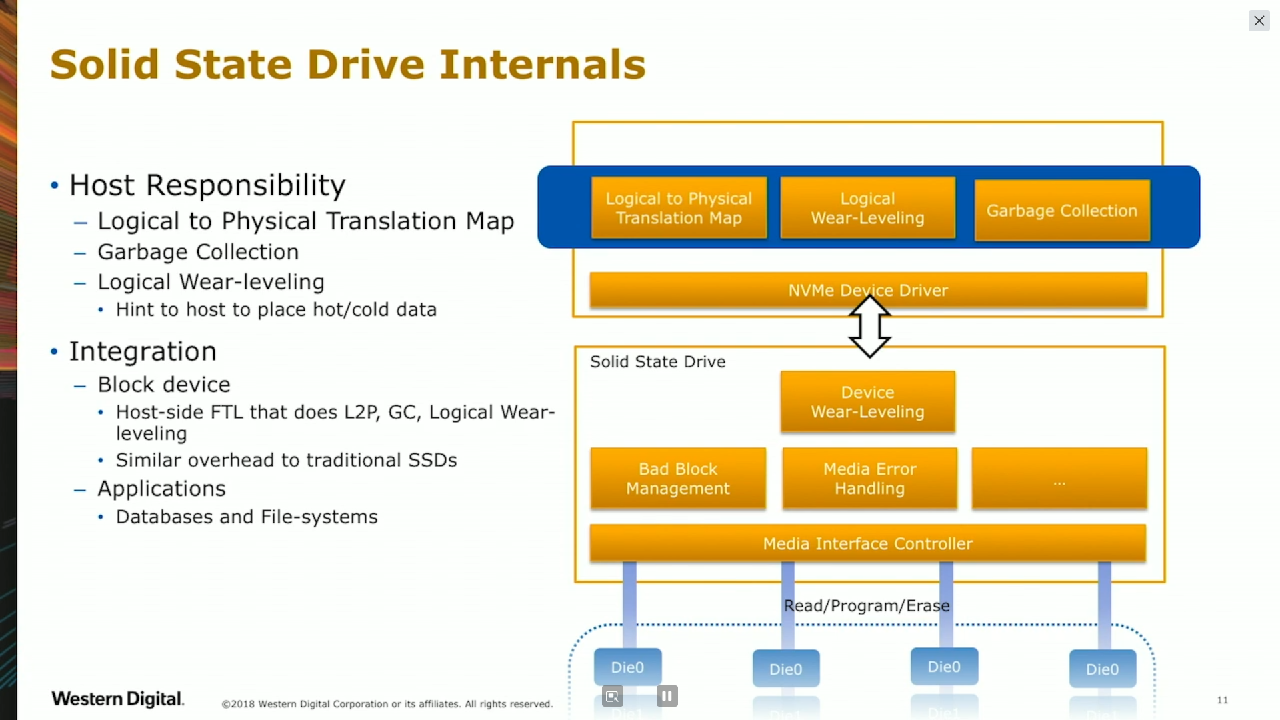 Solid State Drive Internals
• Host Responsibility
– Logical to Physical Translation Map
– Garbage Collection
– Logical Wear-leveling
• Hint to host to place hot/cold data
• Integration
– Block device
• Host-side FTL that does L2P, GC, Logical Wear-
leveling
• Similar overhead to traditional SSDs
– Applications
• Databases and File-systems
Logical to Physical
Translation Map
Logical
Wear-Leveling
Garbage Collection
NVMe Device Driver
Solid State Drive
Device
Wear-Leveling
Bad Block
Management
Media Error
Handling
...
Media Interface Controller
Read/Program/Erase
Die0
Die0
Die0
Die0
Die1
Die1
Die1
Die1
Western Digital.
©2018 Western Digital Corporation or its affiliates. All rights reserved.
11